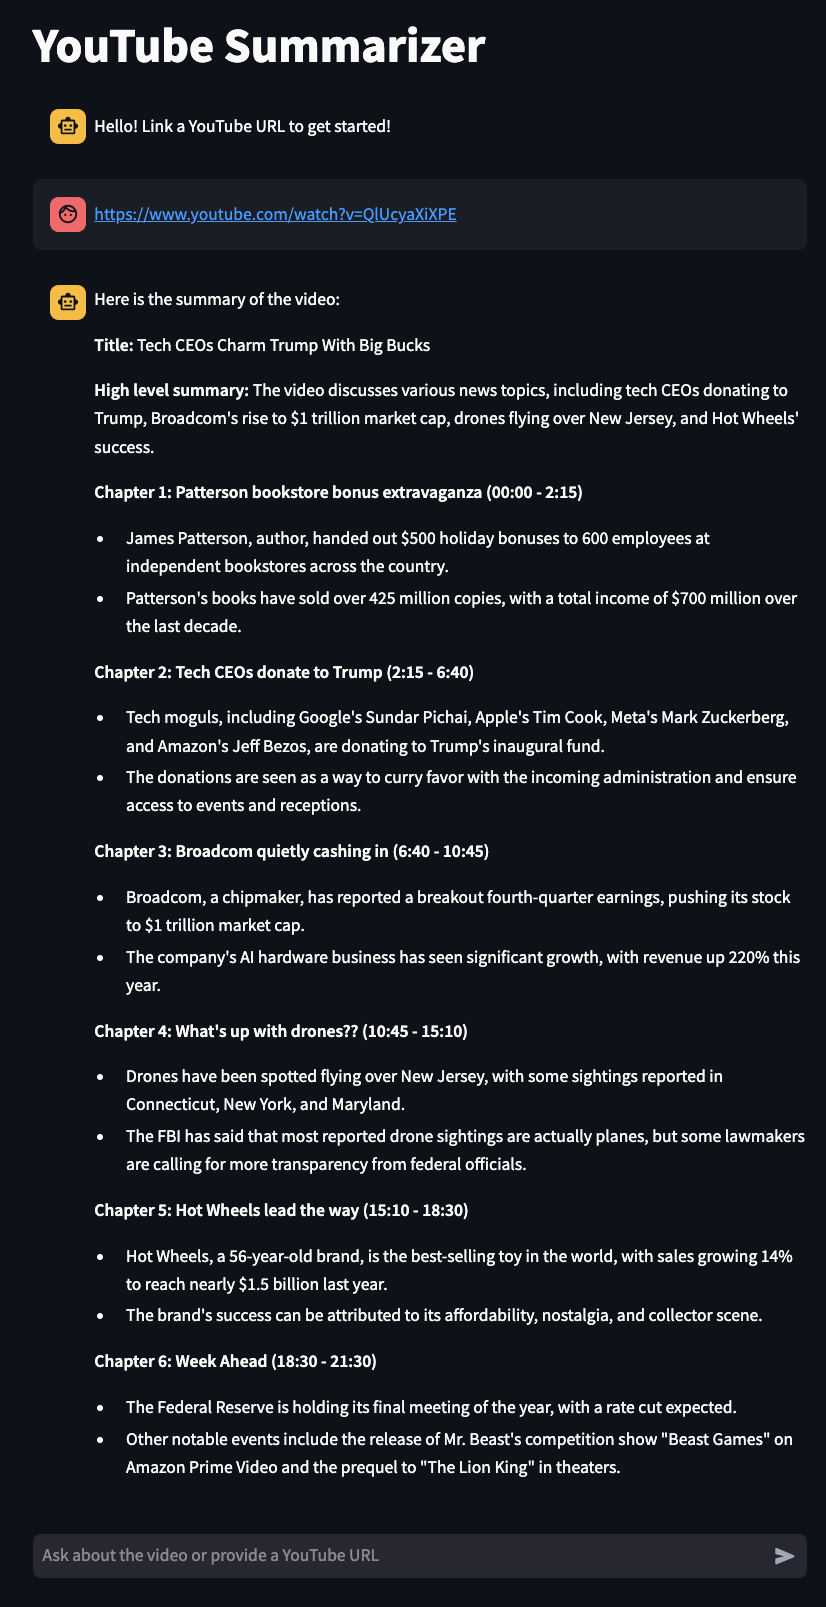 YouTube Summarizer
Hello! Link a YouTube URL to get started!
https://www.youtube.com/watch?v=QlUcyaXiXPE
Here is the summary of the video:
Title: Tech CEOs Charm Trump With Big Bucks
High level summary: The video discusses various news topics, including tech CEOs donating to
Trump, Broadcom's rise to $1 trillion market cap, drones flying over New Jersey, and Hot Wheels'
success.
Chapter 1: Patterson bookstore bonus extravaganza (00:00 - 2:15)
• James Patterson, author, handed out $500 holiday bonuses to 600 employees at
independent bookstores across the country.
• Patterson's books have sold over 425 million copies, with a total income of $700 million over
the last decade.
Chapter 2: Tech CEOs donate to Trump (2:15 - 6:40)
• Tech moguls, including Google's Sundar Pichai, Apple's Tim Cook, Meta's Mark Zuckerberg,
and Amazon's Jeff Bezos, are donating to Trump's inaugural fund.
• The donations are seen as a way to curry favor with the incoming administration and ensure
access to events and receptions.
Chapter 3: Broadcom quietly cashing in (6:40 - 10:45)
• Broadcom, a chipmaker, has reported a breakout fourth-quarter earnings, pushing its stock
to $1 trillion market cap.
• The company's AI hardware business has seen significant growth, with revenue up 220% this
year.
Chapter 4: What's up with drones?? (10:45 - 15:10)
• Drones have been spotted flying over New Jersey, with some sightings reported in
Connecticut, New York, and Maryland.
• The FBI has said that most reported drone sightings are actually planes, but some lawmakers
are calling for more transparency from federal officials.
Chapter 5: Hot Wheels lead the way (15:10 - 18:30)
• Hot Wheels, a 56-year-old brand, is the best-selling toy in the world, with sales growing 14%
to reach nearly $1.5 billion last year.
• The brand's success can be attributed to its affordability, nostalgia, and collector scene.
Chapter 6: Week Ahead (18:30 - 21:30)
• The Federal Reserve is holding its final meeting of the year, with a rate cut expected.
• Other notable events include the release of Mr. Beast's competition show "Beast Games" on
Amazon Prime Video and the prequel to "The Lion King" in theaters.
Ask about the video or provide a YouTube URL